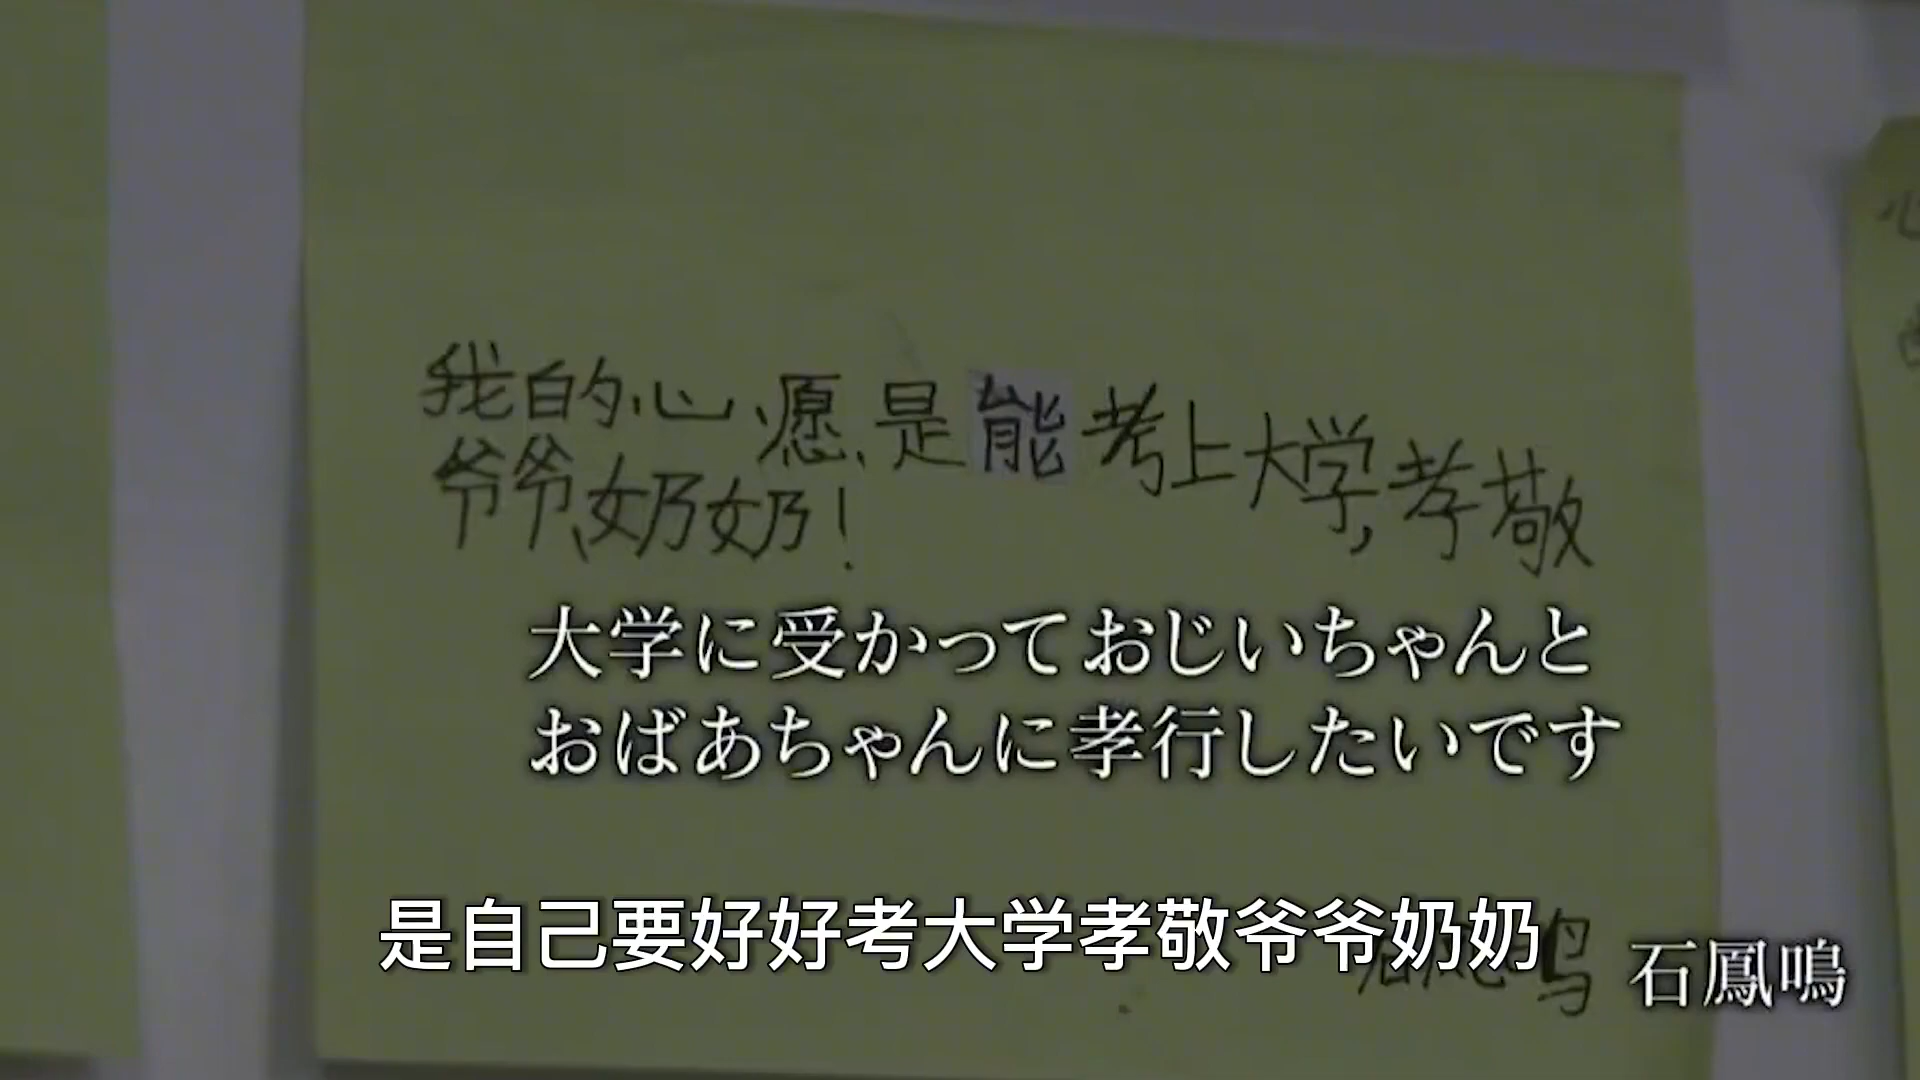 我的心愿是能考上大学,孝敬
爷爷、奶奶!
大学に受かっておじいちゃんと
おばあちゃんに孝行したいです
是自己要好好考大学孝敬爷爷奶奶
鸣
石鳳鳴